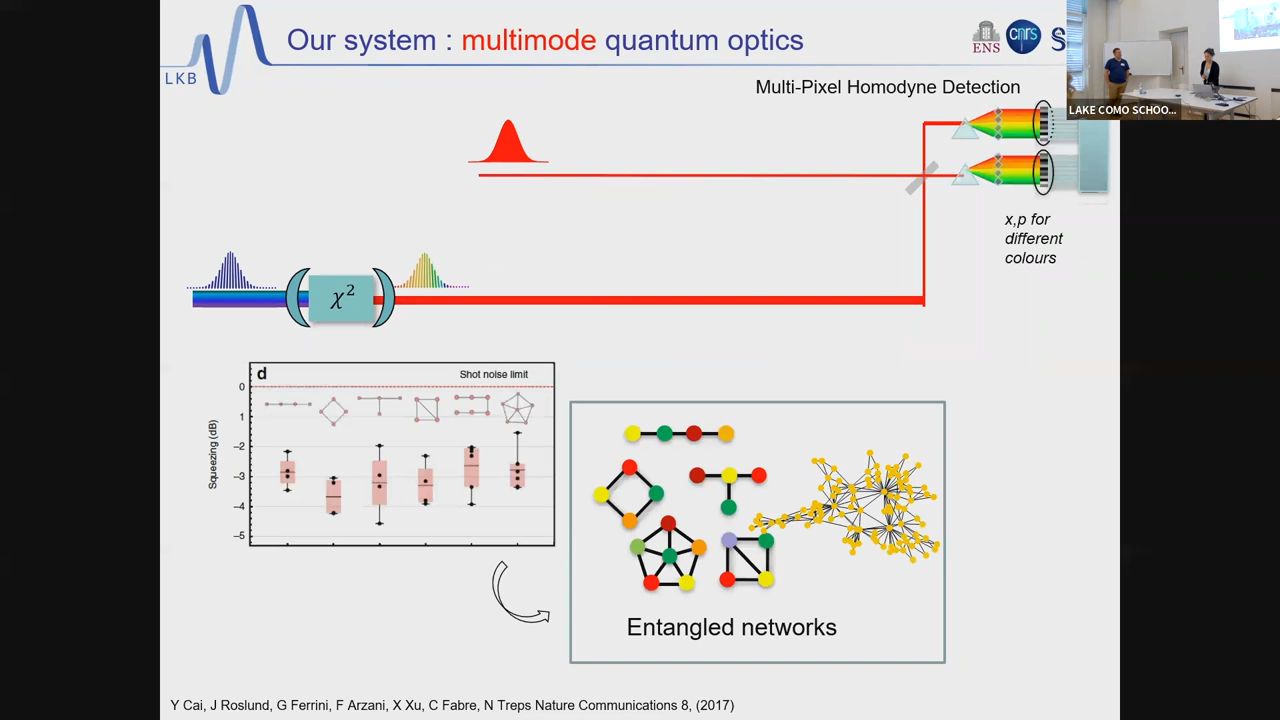 Our system : multimode quantum optics
LKB
ENS
cnrs
S
LAKE COMO SCHOO...
Multi-Pixel Homodyne Detection
x,p for
different
colours
χ²
d
Shot noise limit
Squeezing (dB)
0
1
−2
−3
−4
−5
Entangled networks
Y Cai, J Roslund, G Ferrini, F Arzani, X Xu, C Fabre, N Treps Nature Communications 8, (2017)